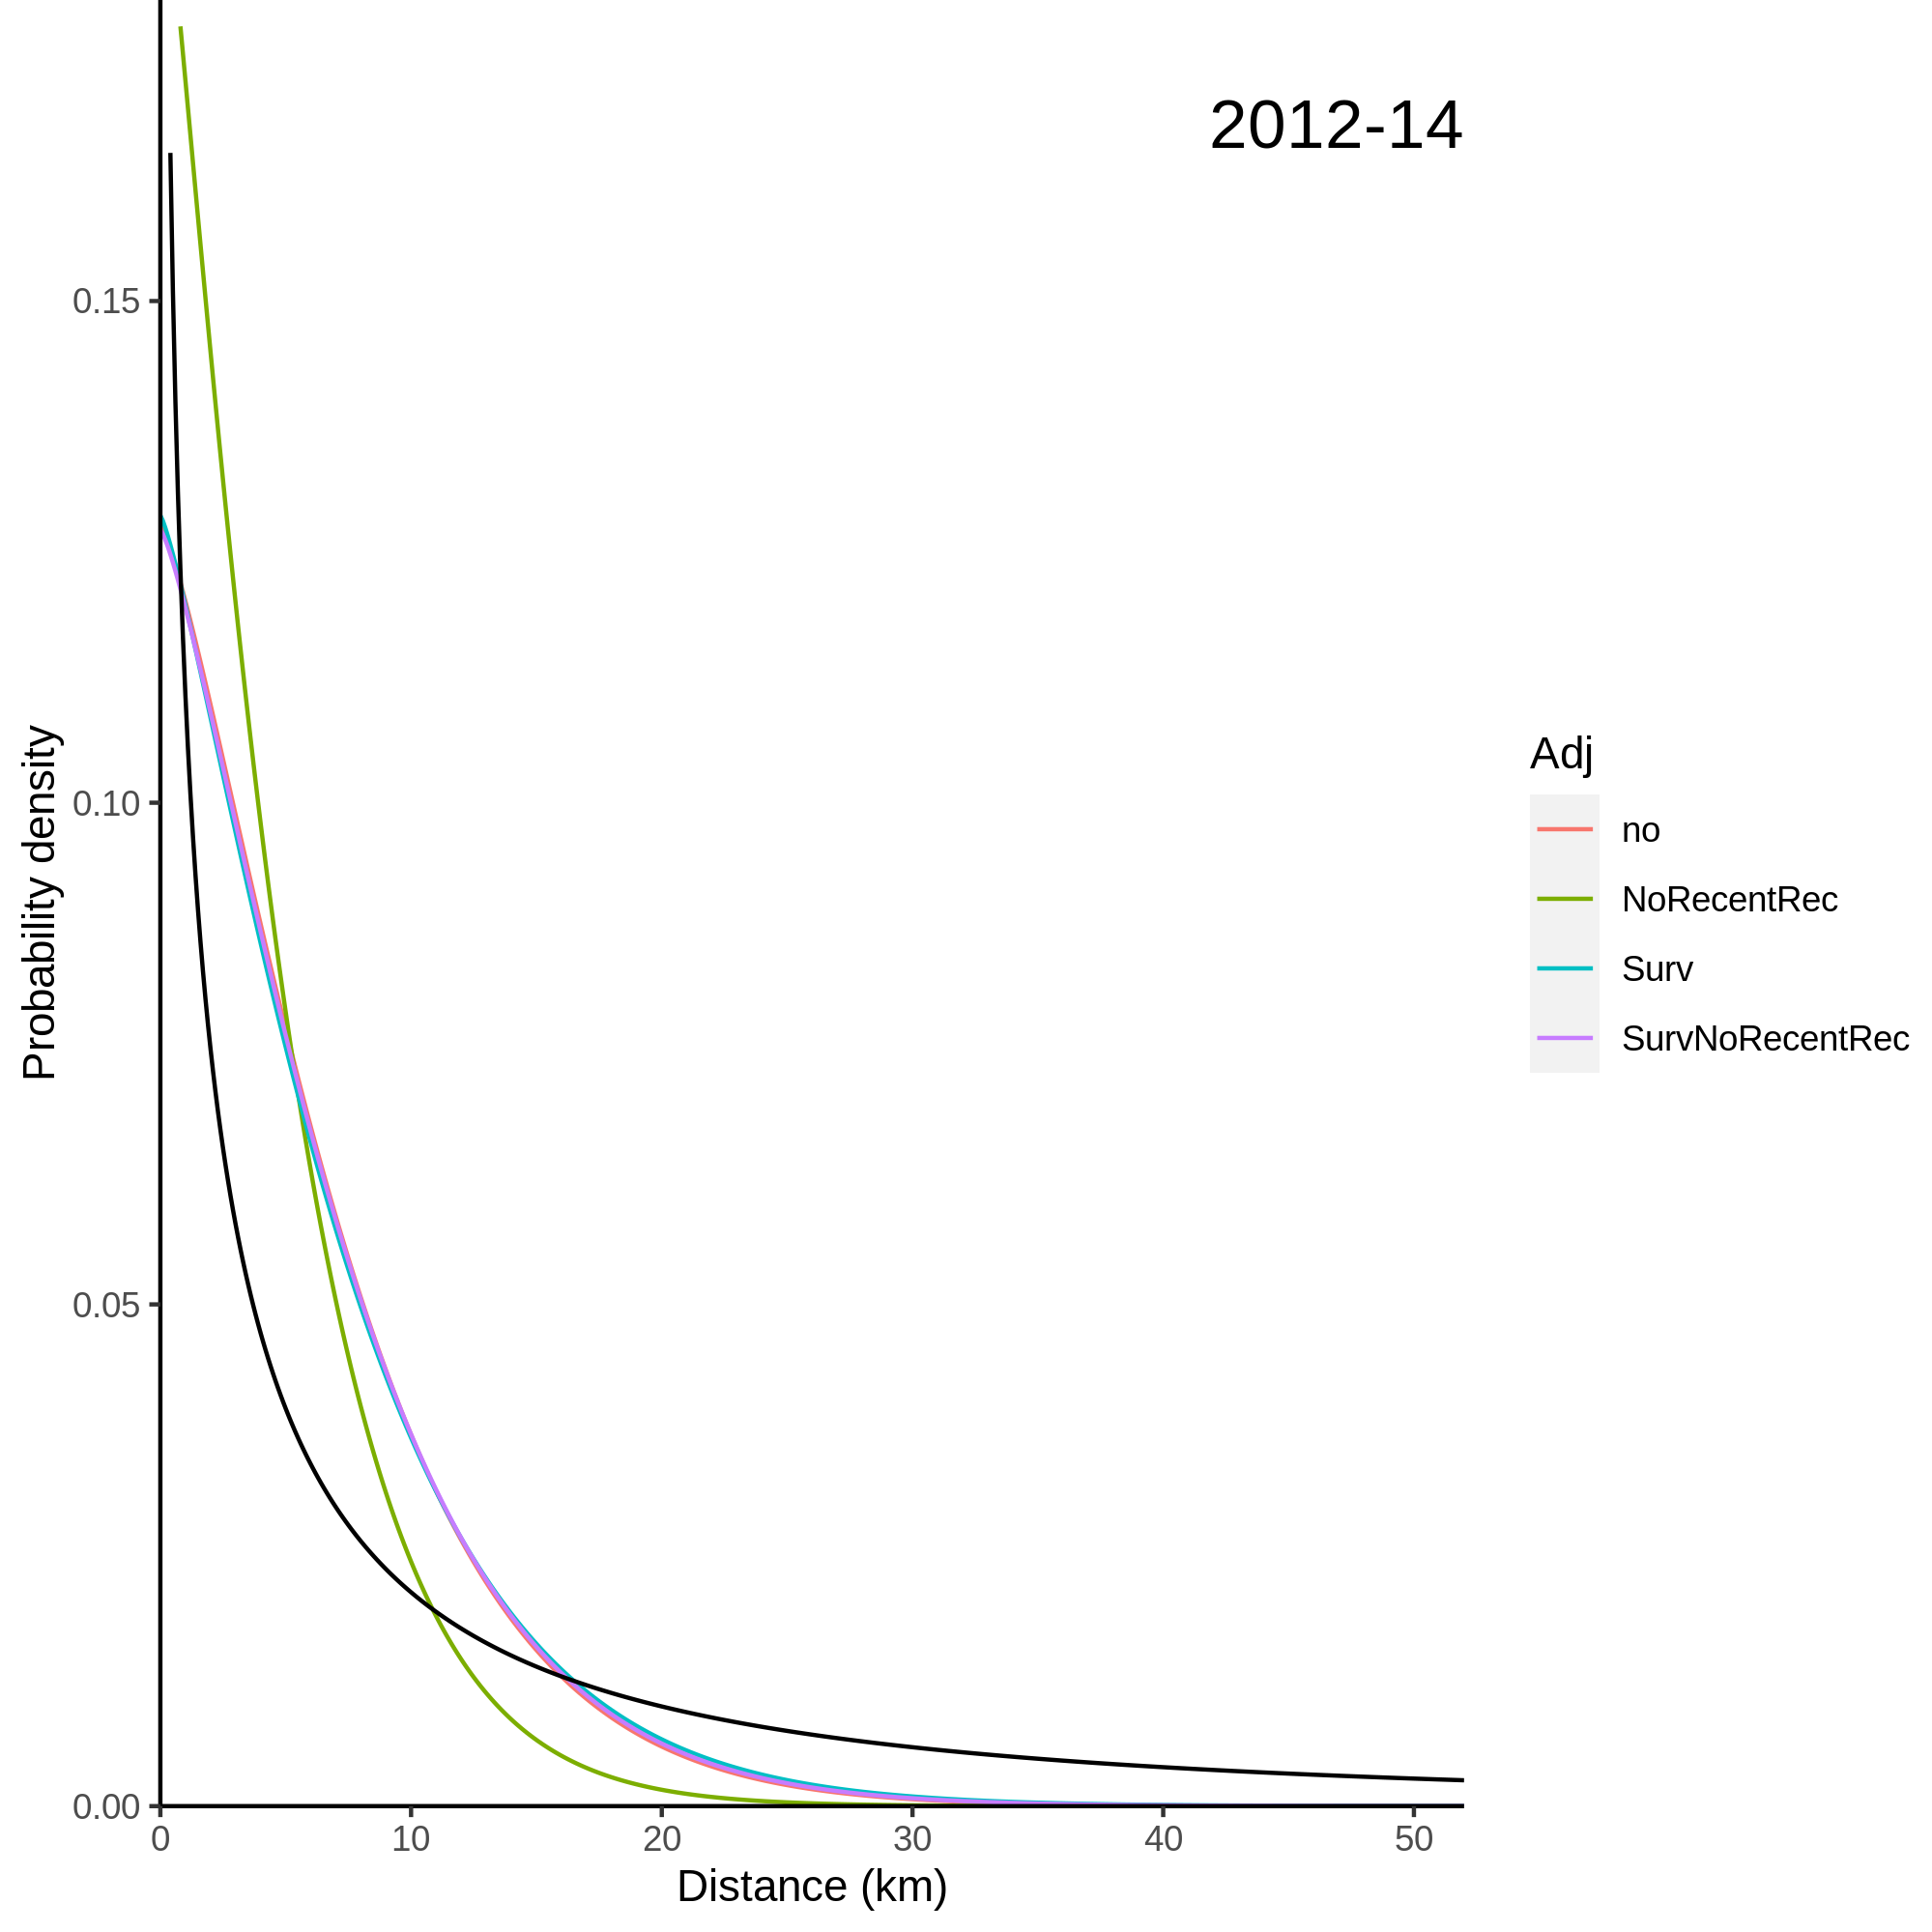 2012-14
0.15
0.10
0.05
0.00
Probability density
0
10
20
30
40
50
Distance (km)
Adj
no
NoRecentRec
Surv
SurvNoRecentRec